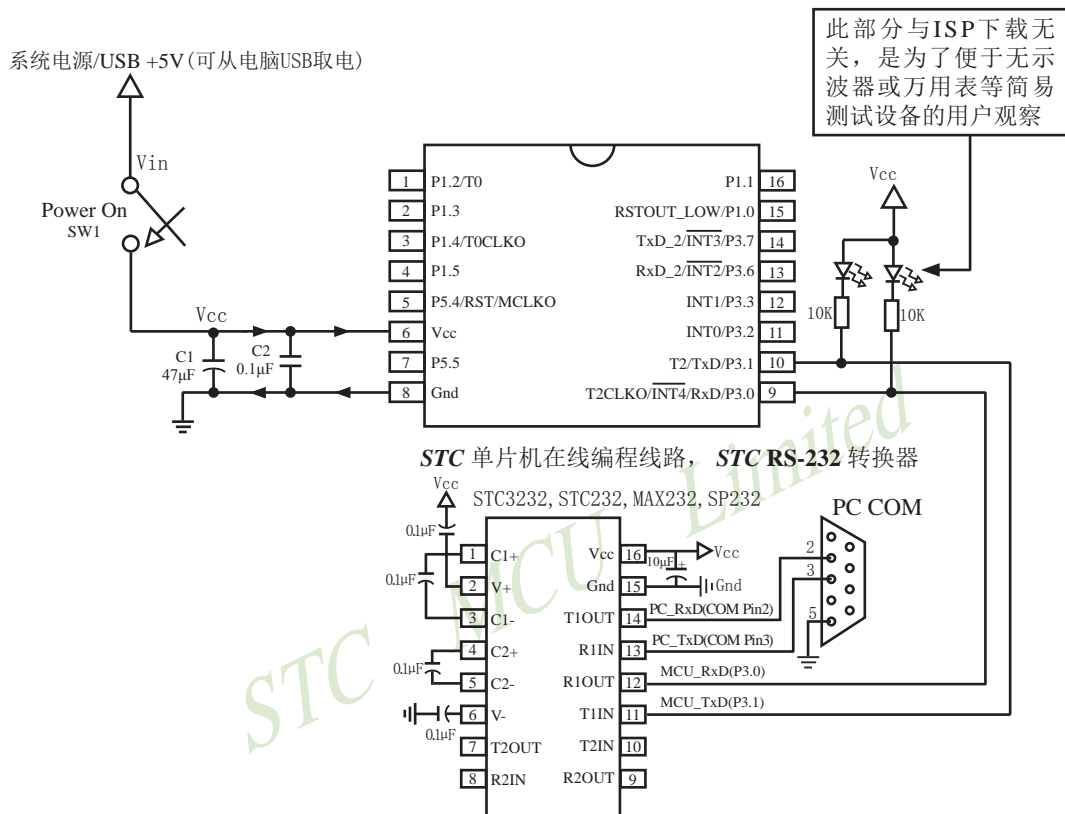 系统电源/USB +5V(可从电脑USB取电)
此部分与ISP下载无
关，是为了便于无示
波器或万用表等简易
测试设备的用户观察
Vin
Power On
SW1
Vcc
C1
47μF
C2
0.1μF
1 P1.2/T0
2 P1.3
3 P1.4/T0CLKO
4 P1.5
5 P5.4/RST/MCLKO
6 Vcc
7 P5.5
8 Gnd
P1.1 16
RSTOUT_LOW/P1.0 15
TxD_2/INT3/P3.7 14
RxD_2/INT2/P3.6 13
INT1/P3.3 12
INT0/P3.2 11
T2/TxD/P3.1 10
T2CLKO/INT4/RxD/P3.0 9
Vcc
10K
10K
STC 单片机在线编程线路， STC RS-232 转换器
STC3232,STC232,MAX232,SP232
Vcc
0.1μF
0.1μF
0.1μF
0.1μF
1 C1+
2 V+
3 C1-
4 C2+
5 C2-
6 V-
7 T2OUT
8 R2IN
Vcc 16
Gnd 15
T1OUT 14
R1IN 13
R1OUT 12
T1IN 11
T2IN 10
R2OUT 9
Vcc
10μF +
Gnd
PC_RxD(COM Pin2)
PC_TxD(COM Pin3)
MCU_RxD(P3.0)
MCU_TxD(P3.1)
PC COM
2
3
5
STC MCU Limited